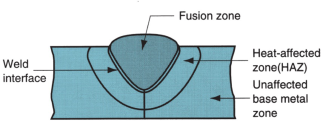 Fusion zone
Weld
interface
Heat-affected
zone(HAZ)
Unaffected
base metal
zone